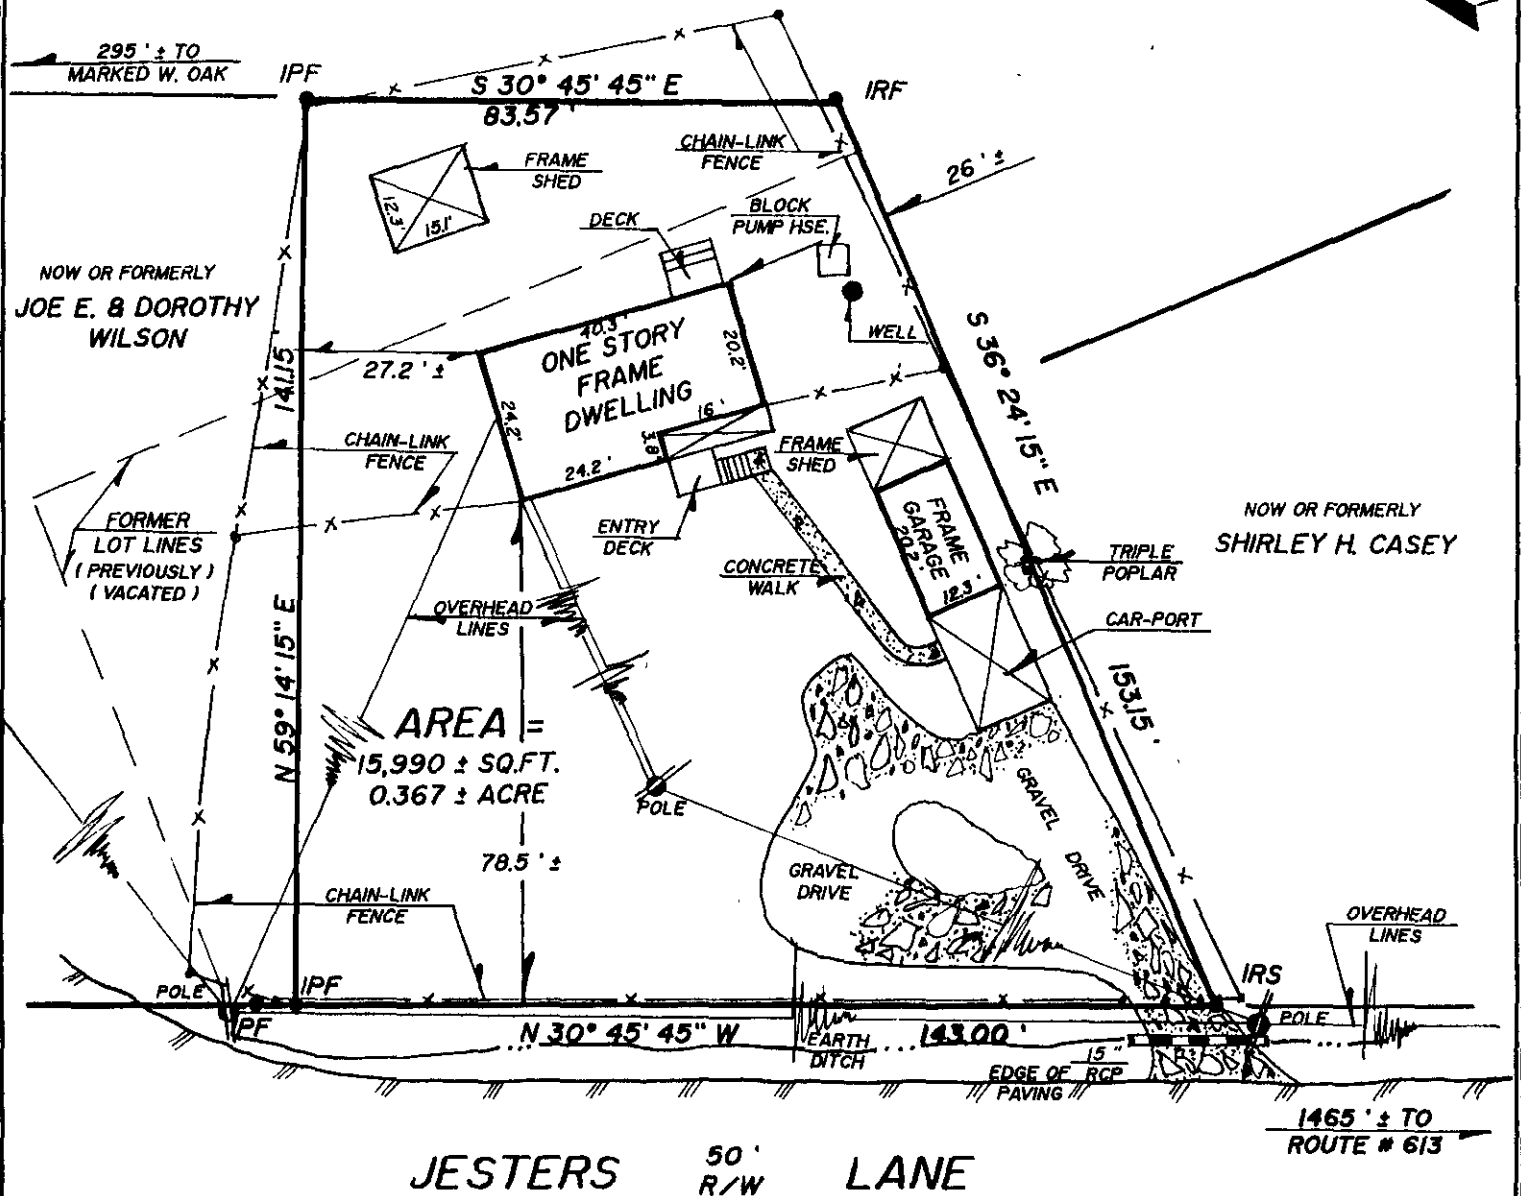 295 ' ± TO
MARKED W. OAK
IPF
S 30° 45' 45" E
83.57 '
IRF
CHAIN-LINK
FENCE
26 ' ±
FRAME
SHED
12.3'
15.1'
DECK
BLOCK
PUMP HSE.
NOW OR FORMERLY
JOE E. & DOROTHY
WILSON
141.15 '
27.2 ' ±
40.3'
ONE STORY
FRAME
DWELLING
20.2'
24.2'
16 '
3.8'
24.2 '
WELL
S 36° 24' 15" E
CHAIN-LINK
FENCE
FRAME
SHED
FORMER
LOT LINES
( PREVIOUSLY )
( VACATED )
ENTRY
DECK
FRAME
GARAGE
20.2'
12.3'
NOW OR FORMERLY
SHIRLEY H. CASEY
TRIPLE
POPLAR
CONCRETE
WALK
OVERHEAD
LINES
CAR-PORT
N 59° 14' 15" E
153.15 '
AREA =
15,990 ± SQ.FT.
0.367 ± ACRE
POLE
GRAVEL
DRIVE
78.5 ' ±
GRAVEL
DRIVE
CHAIN-LINK
FENCE
OVERHEAD
LINES
POLE
IPF
IRS
PF
POLE
N 30° 45' 45" W
143.00 '
EARTH
DITCH
15 "
RCP
EDGE OF
PAVING
1465 ' ± TO
ROUTE # 613
JESTERS 50 ' LANE
R/W